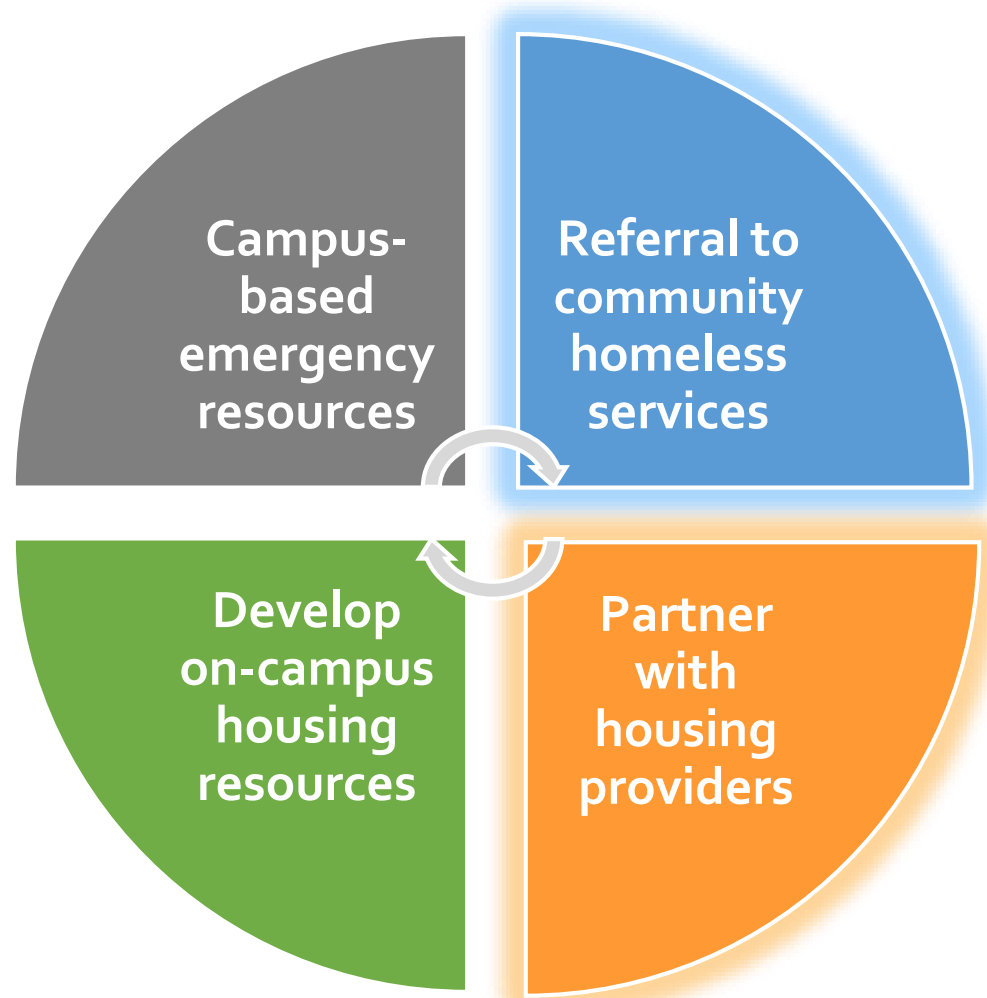 Campus-
based
emergency
resources
Referral to
community
homeless
services
Develop
on-campus
housing
resources
Partner
with
housing
providers